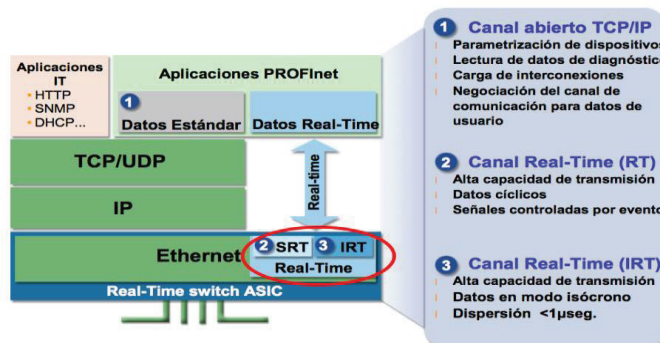 Aplicaciones
IT
• HTTP
• SNMP
• DHCP...
Aplicaciones PROFInet
1
Datos Estándar
Datos Real-Time
TCP/UDP
IP
Real-time
Ethernet
2 SRT
3 IRT
Real-Time
Real-Time switch ASIC
1 Canal abierto TCP/IP
Parametrización de dispositivos
Lectura de datos de diagnóstico
Carga de interconexiones
Negociación del canal de
comunicación para datos de
usuario
2 Canal Real-Time (RT)
Alta capacidad de transmisión
Datos cíclicos
Señales controladas por evento
3 Canal Real-Time (IRT)
Alta capacidad de transmisión
Datos en modo isócrono
Dispersión <1µseg.